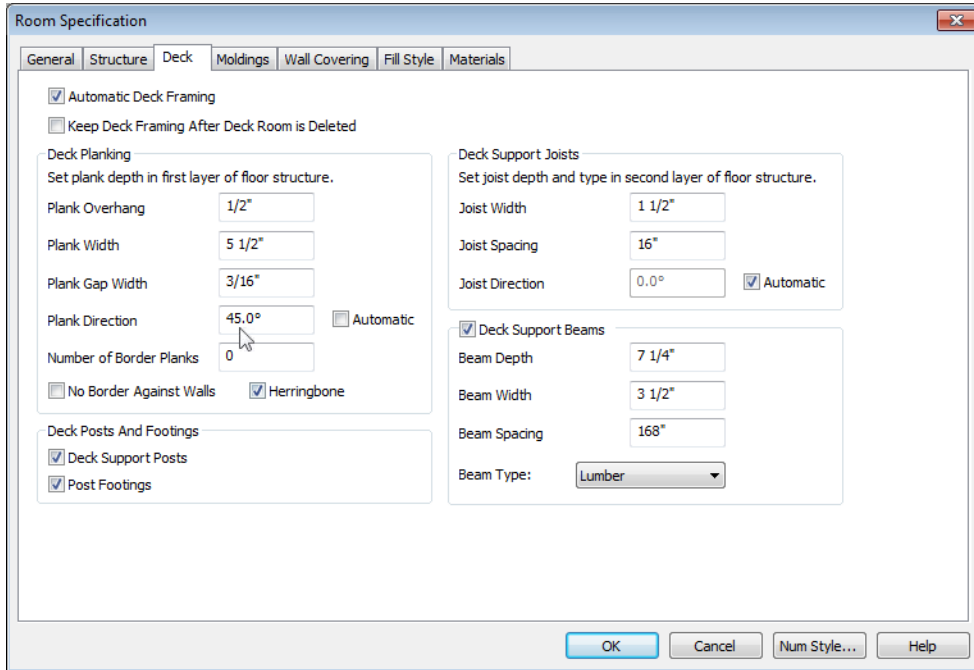 Room Specification
General Structure Deck Moldings Wall Covering Fill Style Materials
Automatic Deck Framing
Keep Deck Framing After Deck Room is Deleted
Deck Planking
Set plank depth in first layer of floor structure.
Plank Overhang 1/2"
Plank Width 5 1/2"
Plank Gap Width 3/16"
Plank Direction 45.0° Automatic
Number of Border Planks 0
No Border Against Walls Herringbone
Deck Posts And Footings
Deck Support Posts
Post Footings
Deck Support Joists
Set joist depth and type in second layer of floor structure.
Joist Width 1 1/2"
Joist Spacing 16"
Joist Direction 0.0° Automatic
Deck Support Beams
Beam Depth 7 1/4"
Beam Width 3 1/2"
Beam Spacing 168"
Beam Type: Lumber
OK Cancel Num Style... Help